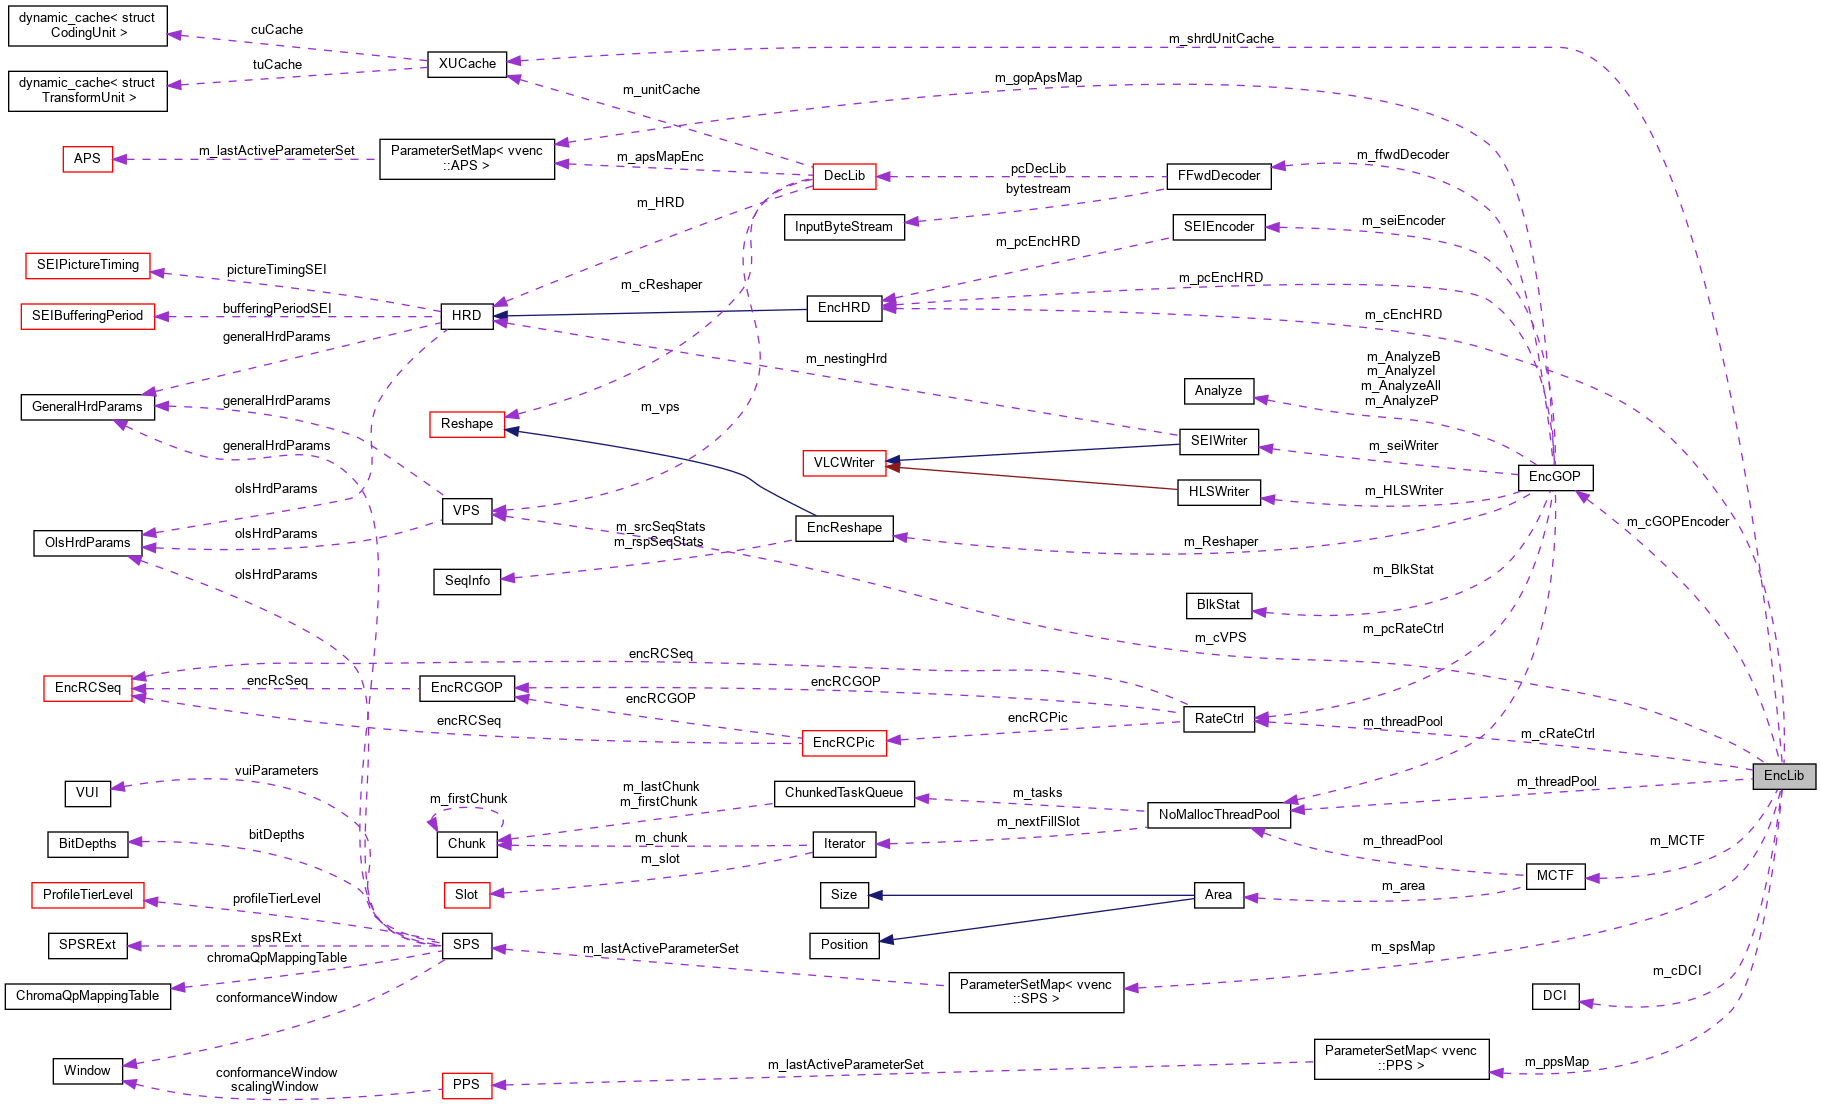 dynamic_cache< struct
CodingUnit >
cuCache
m_shrdUnitCache
XUCache
tuCache
dynamic_cache< struct
TransformUnit >
m_unitCache
m_gopApsMap
APS
m_lastActiveParameterSet
ParameterSetMap< vvenc
::APS >
m_apsMapEnc
DecLib
pcDecLib
FFwdDecoder
m_ffwdDecoder
bytestream
m_HRD
InputByteStream
SEIEncoder
m_seiEncoder
m_pcEncHRD
SEIPictureTiming
pictureTimingSEI
m_cReshaper
m_pcEncHRD
SEIBufferingPeriod
bufferingPeriodSEI
HRD
EncHRD
m_cEncHRD
generalHrdParams
m_nestingHrd
m_AnalyzeB
m_AnalyzeI
m_AnalyzeAll
m_AnalyzeP
Analyze
GeneralHrdParams
generalHrdParams
m_vps
Reshape
generalHrdParams
SEIWriter
m_seiWriter
VLCWriter
EncGOP
HLSWriter
m_HLSWriter
olsHrdParams
VPS
m_cGOPEncoder
OlsHrdParams
olsHrdParams
m_srcSeqStats
m_rspSeqStats
EncReshape
m_Reshaper
olsHrdParams
SeqInfo
m_BlkStat
BlkStat
m_cVPS
m_pcRateCtrl
encRCSeq
EncRCSeq
encRcSeq
EncRCGOP
encRCGOP
encRCGOP
encRCSeq
EncRCPic
encRCPic
RateCtrl
m_threadPool
m_cRateCtrl
vuiParameters
VUI
m_firstChunk
m_lastChunk
m_firstChunk
ChunkedTaskQueue
m_tasks
m_threadPool
EncLib
NoMallocThreadPool
m_nextFillSlot
BitDepths
bitDepths
Chunk
m_chunk
Iterator
m_threadPool
m_MCTF
m_slot
MCTF
ProfileTierLevel
profileTierLevel
Slot
Size
Area
m_area
SPSRExt
spsRExt
SPS
m_lastActiveParameterSet
Position
m_spsMap
chromaQpMappingTable
ChromaQpMappingTable
conformanceWindow
ParameterSetMap< vvenc
::SPS >
m_cDCI
DCI
Window
conformanceWindow
scalingWindow
PPS
m_lastActiveParameterSet
ParameterSetMap< vvenc
::PPS >
m_ppsMap